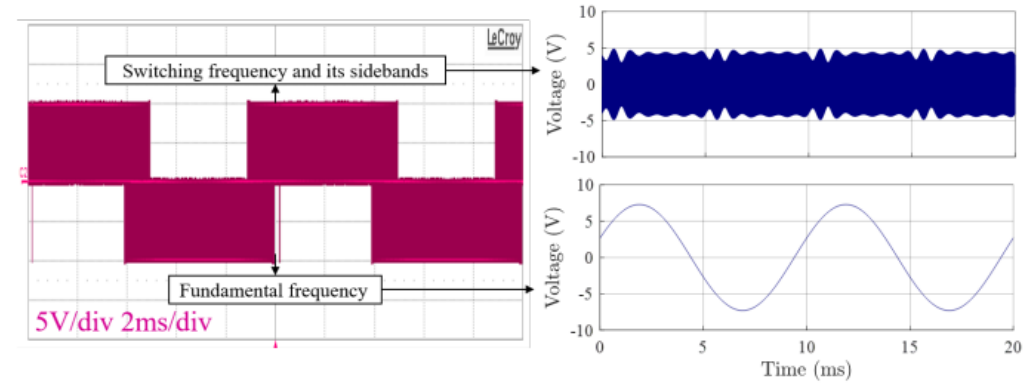 LeCroy
Switching frequency and its sidebands
Fundamental frequency
5V/div 2ms/div
10
5
0
-5
-10
Voltage (V)
10
5
0
-5
-10
Voltage (V)
0 5 10 15 20
Time (ms)